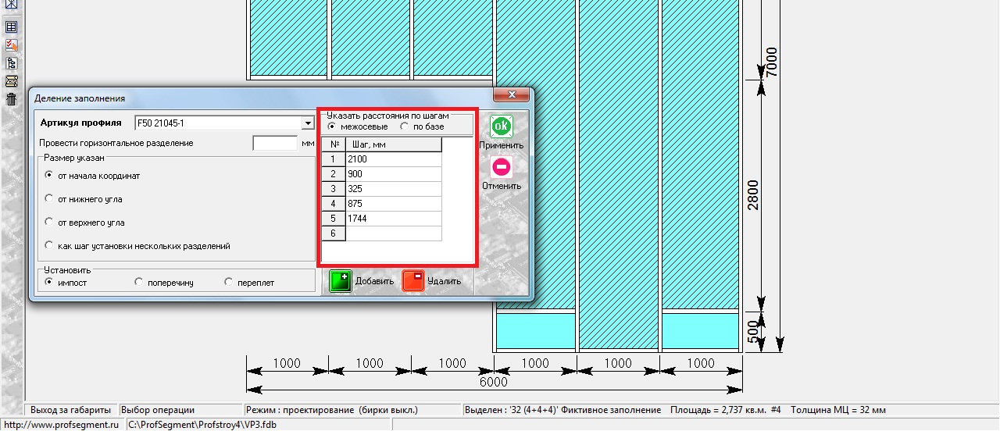 Деление заполнения
Артикул профиля F50 21045-1
Провести горизонтальное разделение мм
Размер указан
от начала координат
от нижнего угла
от верхнего угла
как шаг установки нескольких разделений
Установить
импост поперечину переплет
Указать расстояния по шагам
межосевые по базе
№ Шаг, мм
1 2100
2 900
3 325
4 875
5 1744
6
Добавить Удалить
ok
Применить
Отменить
7000
2800
500
1000 1000 1000 1000 1000 1000
6000
Выход за габариты Выбор операции Режим : проектирование (бирки выкл.) Выделен : '32 (4+4+4)' Фиктивное заполнение Площадь = 2,737 кв.м. #4 Толщина МЦ = 32 мм
http://www.profsegment.ru C:\ProfSegment\Profstroy4\VP3.fdb